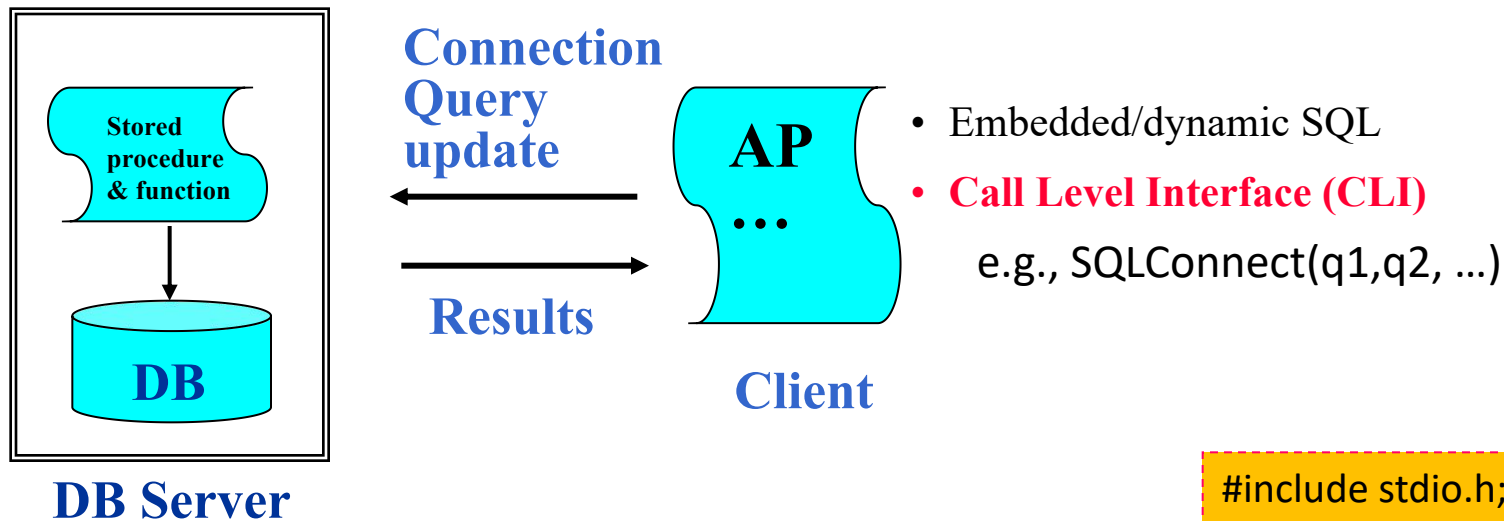 Stored
procedure
& function
DB
DB Server
Connection
Query
update
Results
AP
...
Client
• Embedded/dynamic SQL
• Call Level Interface (CLI)
e.g., SQLConnect(q1,q2, ...)
#include stdio.h;